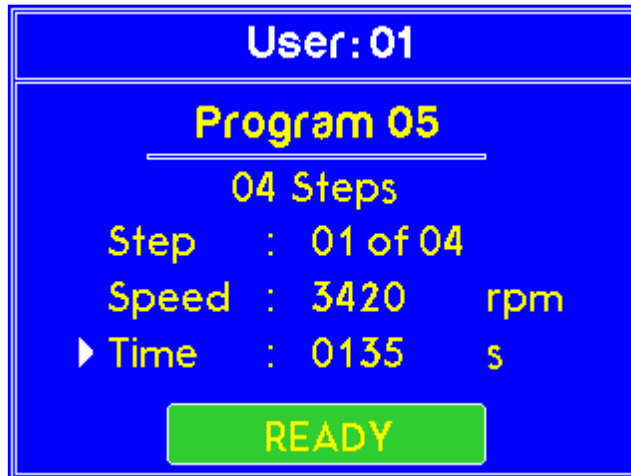 User:01
Program 05
04 Steps
Step : 01 of 04
Speed : 3420 rpm
Time : 0135 s
READY